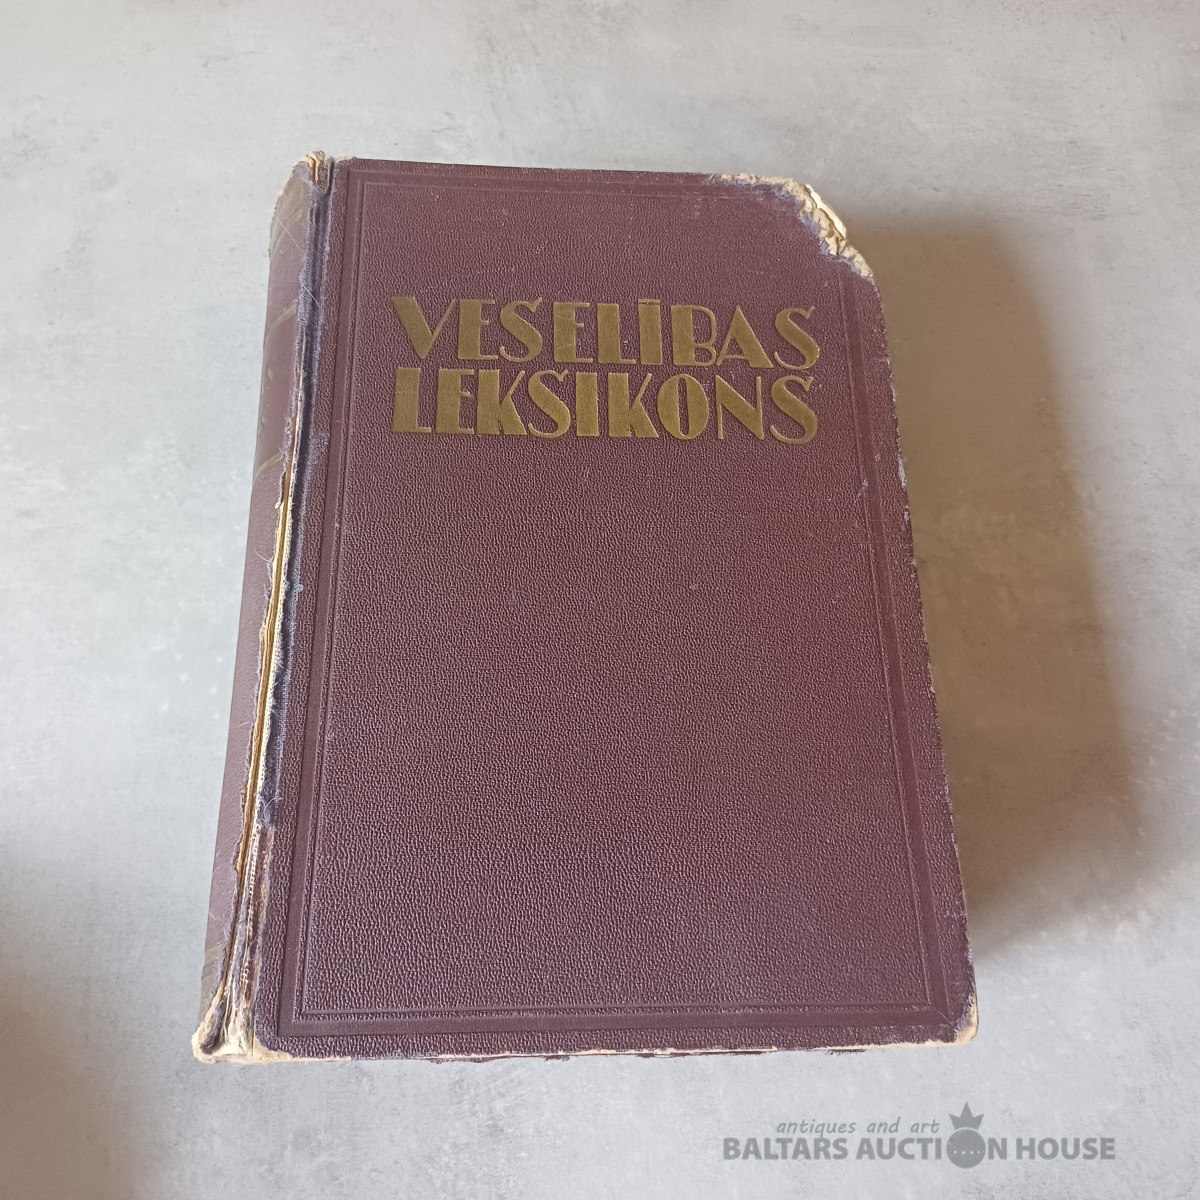 VESELĪBAS
LEKSIKONS
antiques and art
BALTARS AUCTION HOUSE